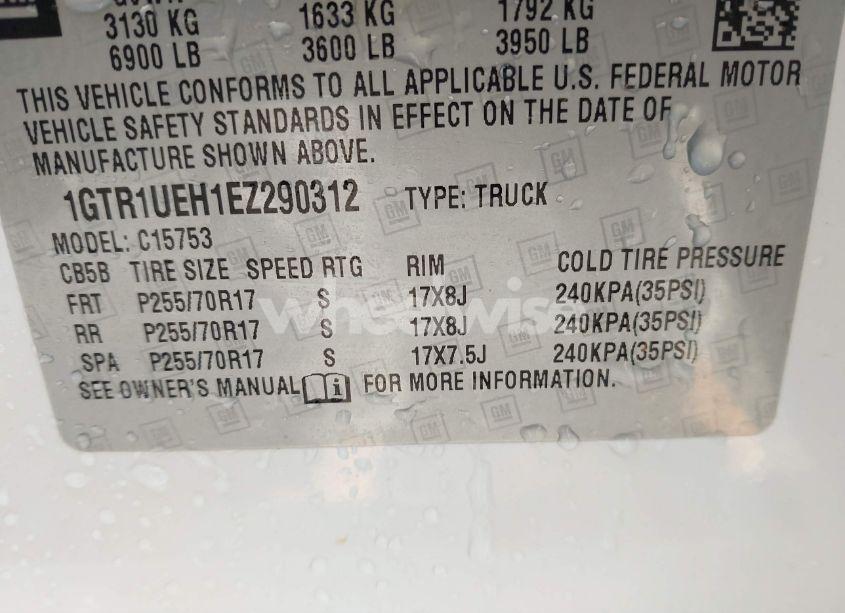 3130 KG 1633 KG 1792 KG
6900 LB 3600 LB 3950 LB
THIS VEHICLE CONFORMS TO ALL APPLICABLE U.S. FEDERAL MOTOR
VEHICLE SAFETY STANDARDS IN EFFECT ON THE DATE OF
MANUFACTURE SHOWN ABOVE.
1GTR1UEH1EZ290312 TYPE: TRUCK
MODEL: C15753
CB5B TIRE SIZE SPEED RTG RIM COLD TIRE PRESSURE
FRT P255/70R17 S 17X8J 240KPA(35PSI)
RR P255/70R17 S 17X8J 240KPA(35PSI)
SPA P255/70R17 S 17X7.5J 240KPA(35PSI)
SEE OWNER'S MANUAL i FOR MORE INFORMATION.
GM